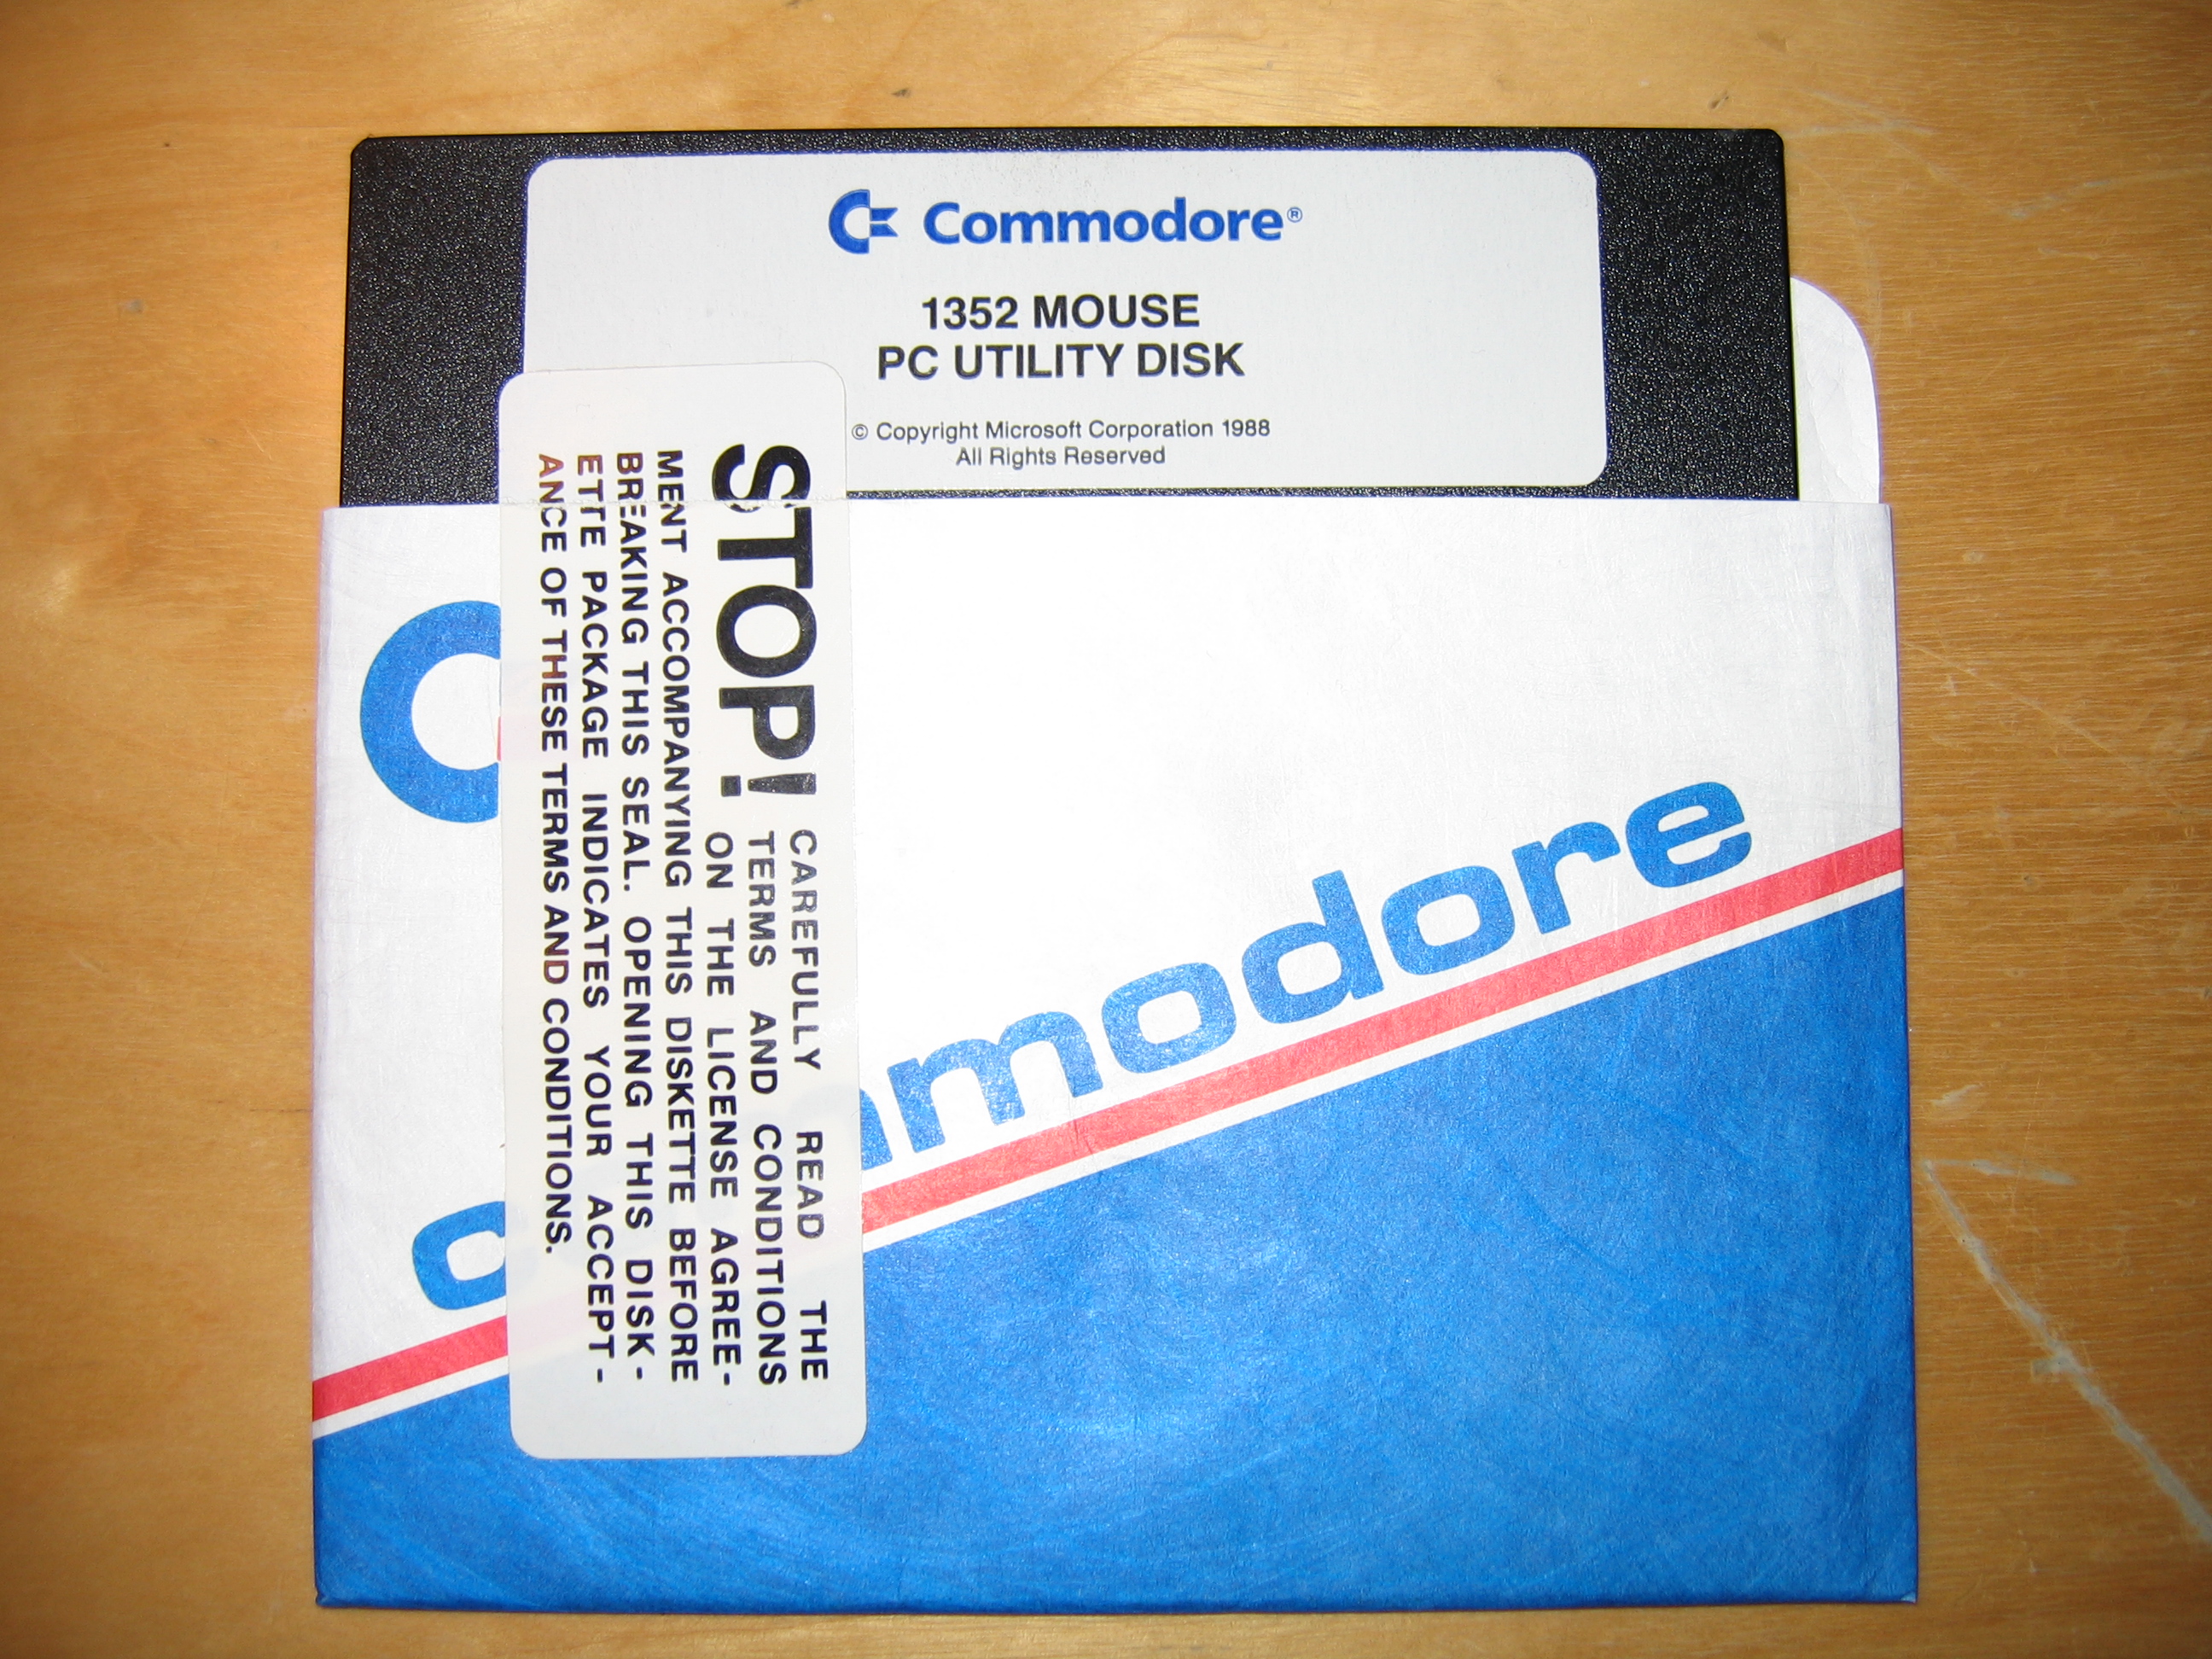 Commodore®
1352 MOUSE
PC UTILITY DISK
© Copyright Microsoft Corporation 1988
All Rights Reserved
STOP! CAREFULLY READ THE
TERMS AND CONDITIONS
ON THE LICENSE AGREE-
MENT ACCOMPANYING THIS DISKETTE BEFORE
BREAKING THIS SEAL. OPENING THIS DISK-
ETTE PACKAGE INDICATES YOUR ACCEPT-
ANCE OF THESE TERMS AND CONDITIONS.
commodore